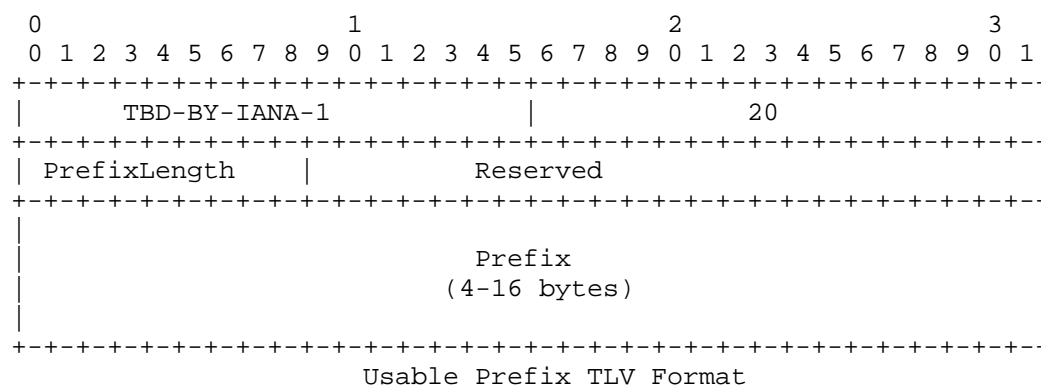 0                   1                   2                   3
 0 1 2 3 4 5 6 7 8 9 0 1 2 3 4 5 6 7 8 9 0 1 2 3 4 5 6 7 8 9 0 1
+-+-+-+-+-+-+-+-+-+-+-+-+-+-+-+-+-+-+-+-+-+-+-+-+-+-+-+-+-+-+-+--
|      TBD-BY-IANA-1            |             20
+-+-+-+-+-+-+-+-+-+-+-+-+-+-+-+-+-+-+-+-+-+-+-+-+-+-+-+-+-+-+-+--
| PrefixLength    |          Reserved
+-+-+-+-+-+-+-+-+-+-+-+-+-+-+-+-+-+-+-+-+-+-+-+-+-+-+-+-+-+-+-+--
|
|                            Prefix
|                          (4-16 bytes)
|
+-+-+-+-+-+-+-+-+-+-+-+-+-+-+-+-+-+-+-+-+-+-+-+-+-+-+-+-+-+-+-+--
                     Usable Prefix TLV Format